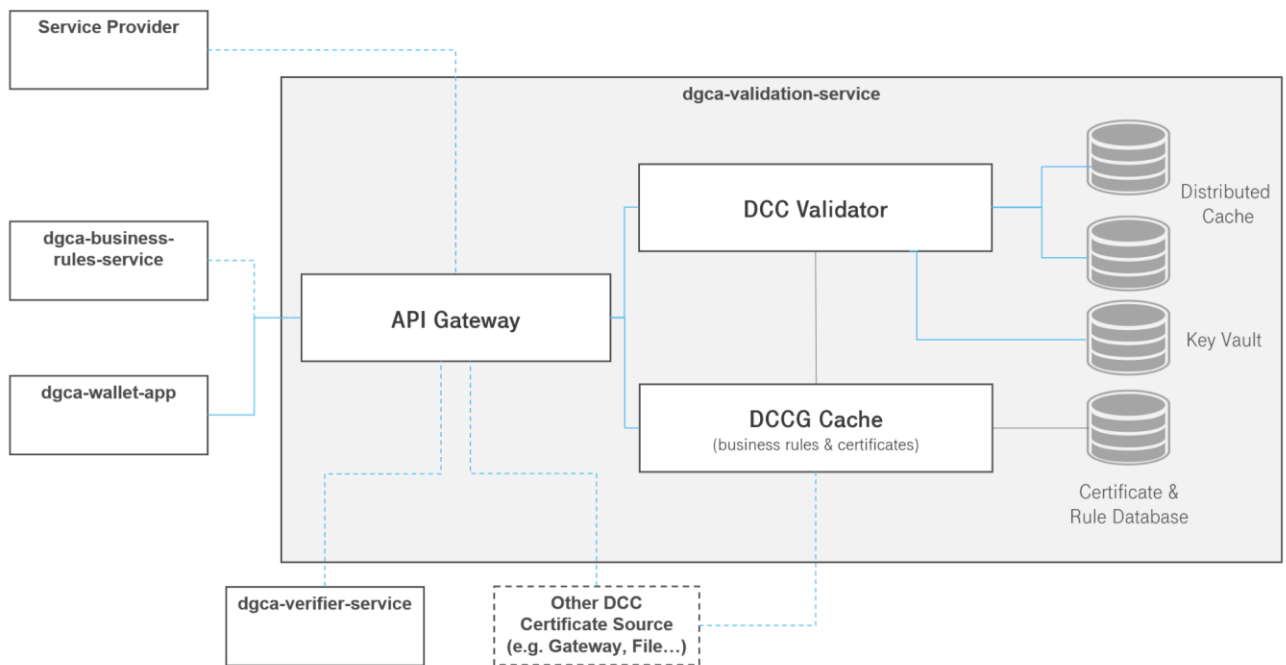 Service Provider
dgca-validation-service
DCC Validator
Distributed
Cache
dgca-business-
rules-service
API Gateway
Key Vault
dgca-wallet-app
DCCG Cache
(business rules & certificates)
Certificate &
Rule Database
dgca-verifier-service
Other DCC
Certificate Source
(e.g. Gateway, File...)